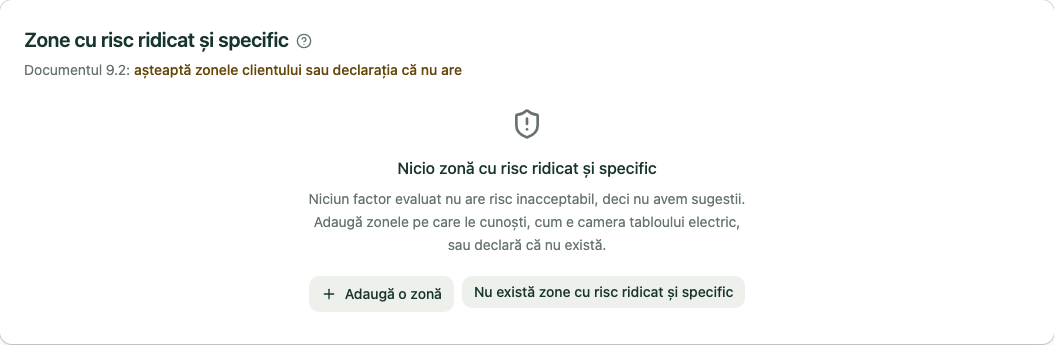 Zone cu risc ridicat și specific
Documentul 9.2: așteaptă zonele clientului sau declarația că nu are
Nicio zonă cu risc ridicat și specific
Niciun factor evaluat nu are risc inacceptabil, deci nu avem sugestii.
Adaugă zonele pe care le cunoști, cum e camera tabloului electric,
sau declară că nu există.
+ Adaugă o zonă
Nu există zone cu risc ridicat și specific